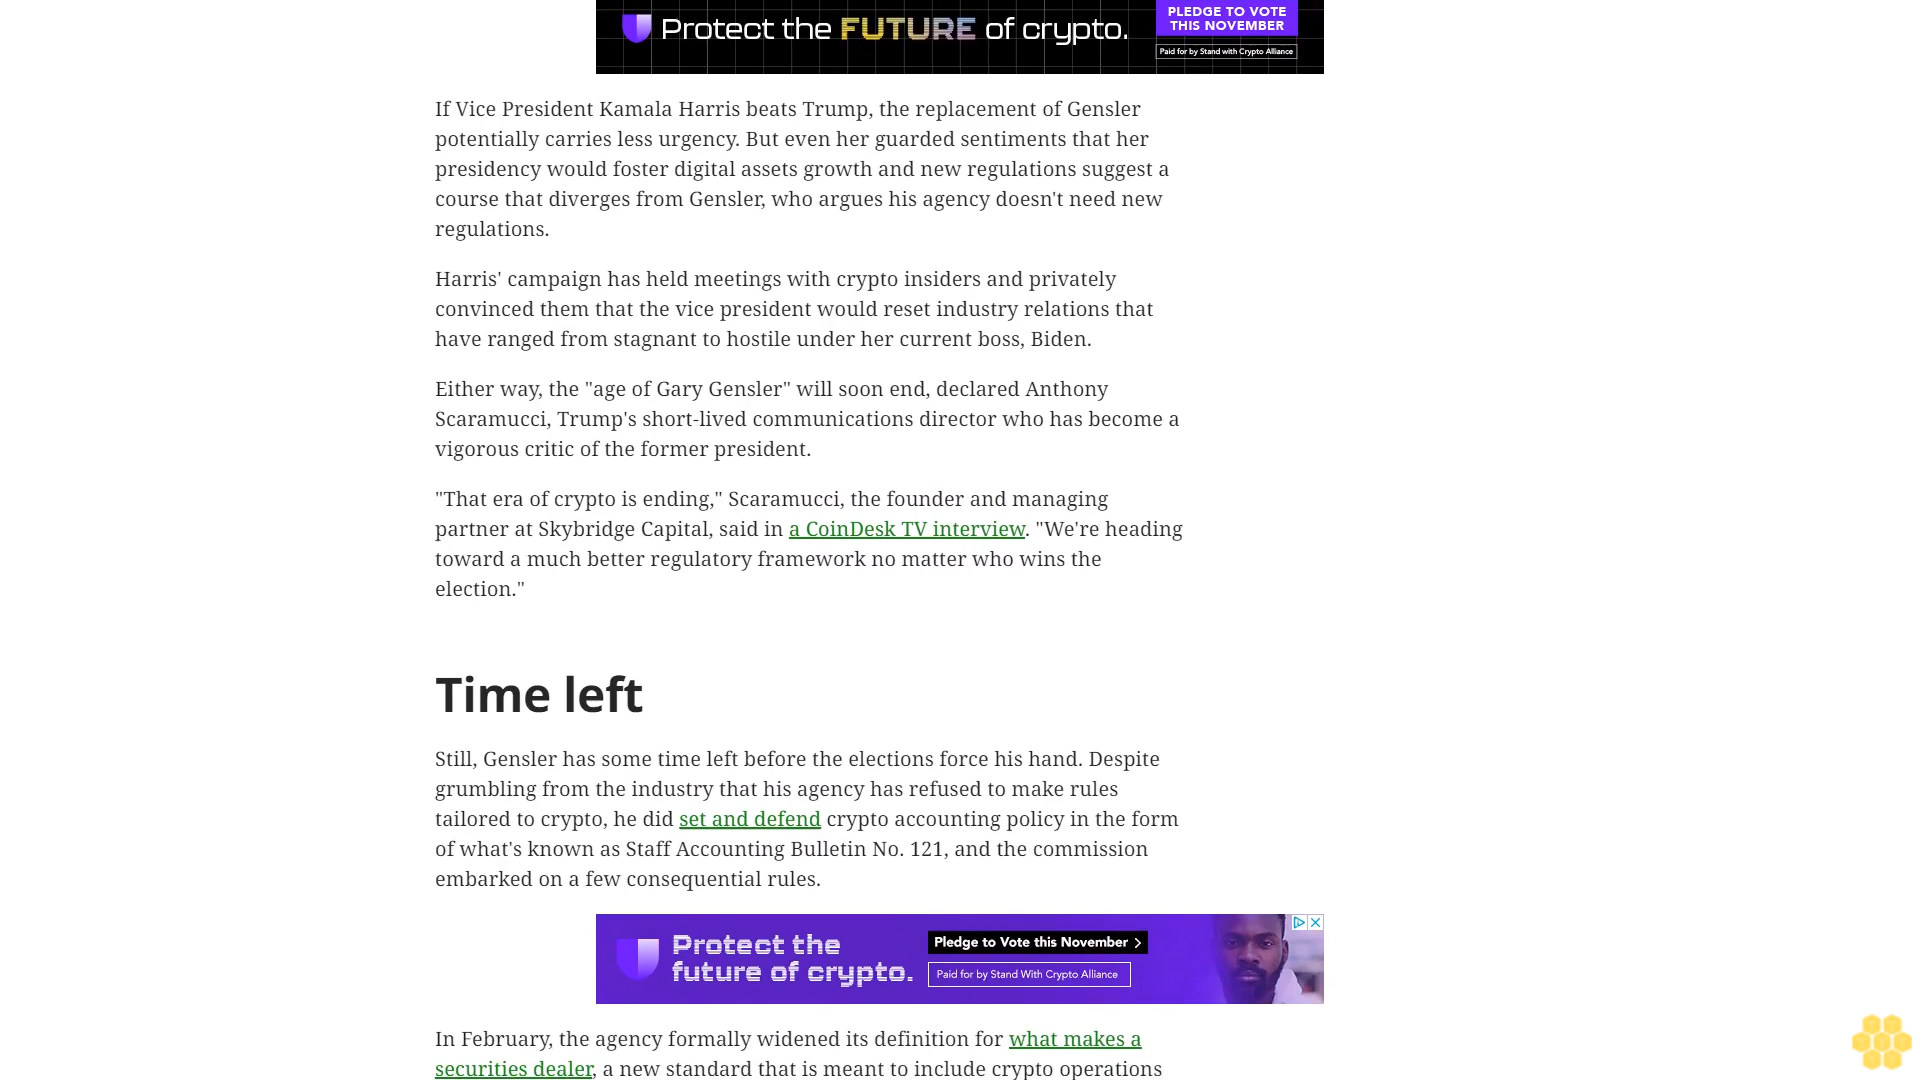 Protect the FUTURE of crypto.
PLEDGE TO VOTE
THIS NOVEMBER
Paid for by Stand with Crypto Alliance
If Vice President Kamala Harris beats Trump, the replacement of Gensler
potentially carries less urgency. But even her guarded sentiments that her
presidency would foster digital assets growth and new regulations suggest a
course that diverges from Gensler, who argues his agency doesn't need new
regulations.
Harris' campaign has held meetings with crypto insiders and privately
convinced them that the vice president would reset industry relations that
have ranged from stagnant to hostile under her current boss, Biden.
Either way, the "age of Gary Gensler" will soon end, declared Anthony
Scaramucci, Trump's short-lived communications director who has become a
vigorous critic of the former president.
"That era of crypto is ending," Scaramucci, the founder and managing
partner at Skybridge Capital, said in a CoinDesk TV interview. "We're heading
toward a much better regulatory framework no matter who wins the
election."
Time left
Still, Gensler has some time left before the elections force his hand. Despite
grumbling from the industry that his agency has refused to make rules
tailored to crypto, he did set and defend crypto accounting policy in the form
of what's known as Staff Accounting Bulletin No. 121, and the commission
embarked on a few consequential rules.
Protect the
future of crypto.
Pledge to Vote this November >
Paid for by Stand With Crypto Alliance
In February, the agency formally widened its definition for what makes a
securities dealer, a new standard that is meant to include crypto operations